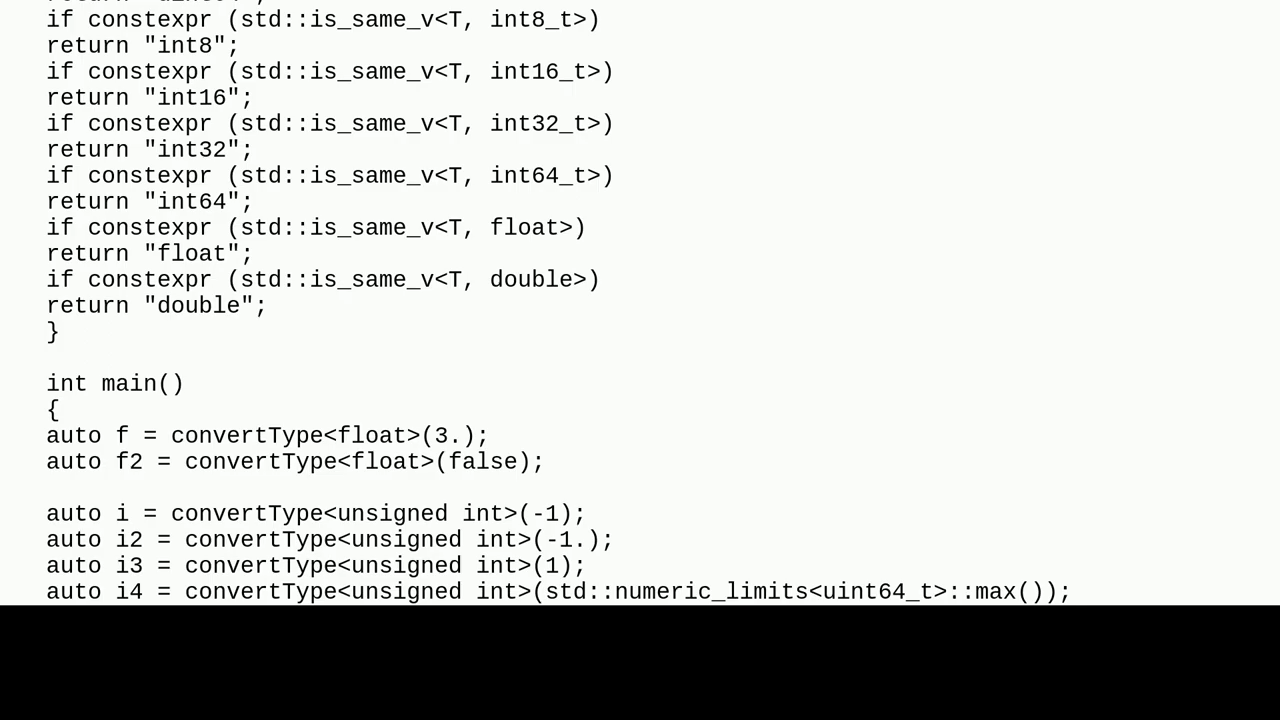 if constexpr (std::is_same_v<T, int8_t>)
return "int8";
if constexpr (std::is_same_v<T, int16_t>)
return "int16";
if constexpr (std::is_same_v<T, int32_t>)
return "int32";
if constexpr (std::is_same_v<T, int64_t>)
return "int64";
if constexpr (std::is_same_v<T, float>)
return "float";
if constexpr (std::is_same_v<T, double>)
return "double";
}
int main()
{
auto f = convertType<float>(3.);
auto f2 = convertType<float>(false);
auto i = convertType<unsigned int>(-1);
auto i2 = convertType<unsigned int>(-1.);
auto i3 = convertType<unsigned int>(1);
auto i4 = convertType<unsigned int>(std::numeric_limits<uint64_t>::max());